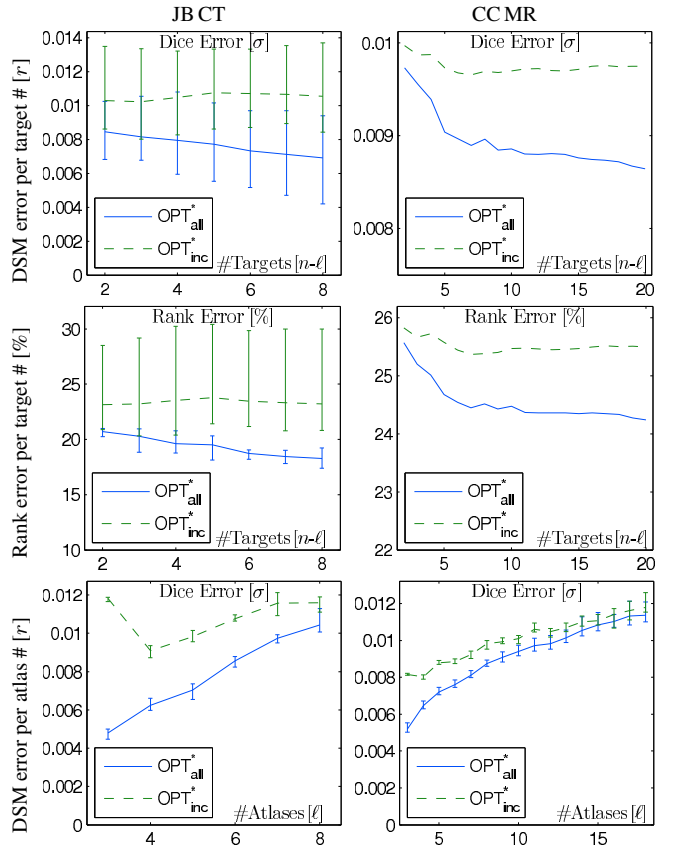 JB CT
CC MR
DSM error per target # [r]
0.014
0.012
0.01
0.008
0.006
0.004
0.002
0
Dice Error [σ]
OPT*all
OPT*inc
#Targets [n-ℓ]
2 4 6 8
0.01
0.009
0.008
Dice Error [σ]
OPT*all
OPT*inc
#Targets [n-ℓ]
5 10 15 20
Rank error per target # [%]
30
25
20
15
10
Rank Error [%]
OPT*all
OPT*inc
#Targets [n-ℓ]
2 4 6 8
26
25
24
23
22
Rank Error [%]
OPT*all
OPT*inc
#Targets [n-ℓ]
5 10 15 20
DSM error per atlas # [r]
0.012
0.01
0.008
0.006
0.004
0.002
0
Dice Error [σ]
OPT*all
OPT*inc
#Atlases [ℓ]
4 6 8
0.012
0.01
0.008
0.006
0.004
0.002
0
Dice Error [σ]
OPT*all
OPT*inc
#Atlases [ℓ]
5 10 15